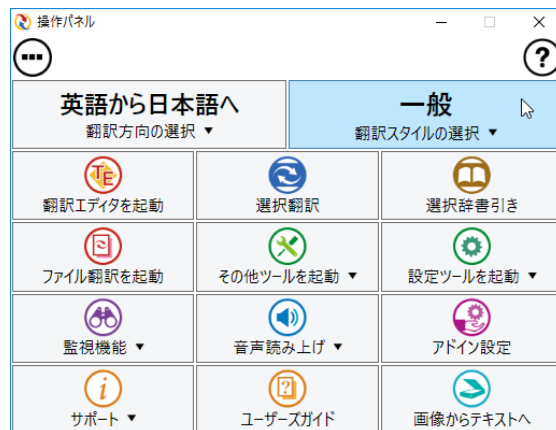 操作パネル
英語から日本語へ
翻訳方向の選択 ▼
一般
翻訳スタイルの選択 ▼
TE
翻訳エディタを起動
選択翻訳
選択辞書引き
ファイル翻訳を起動
その他ツールを起動 ▼
設定ツールを起動 ▼
監視機能 ▼
音声読み上げ ▼
アドイン設定
サポート ▼
ユーザーズガイド
画像からテキストへ